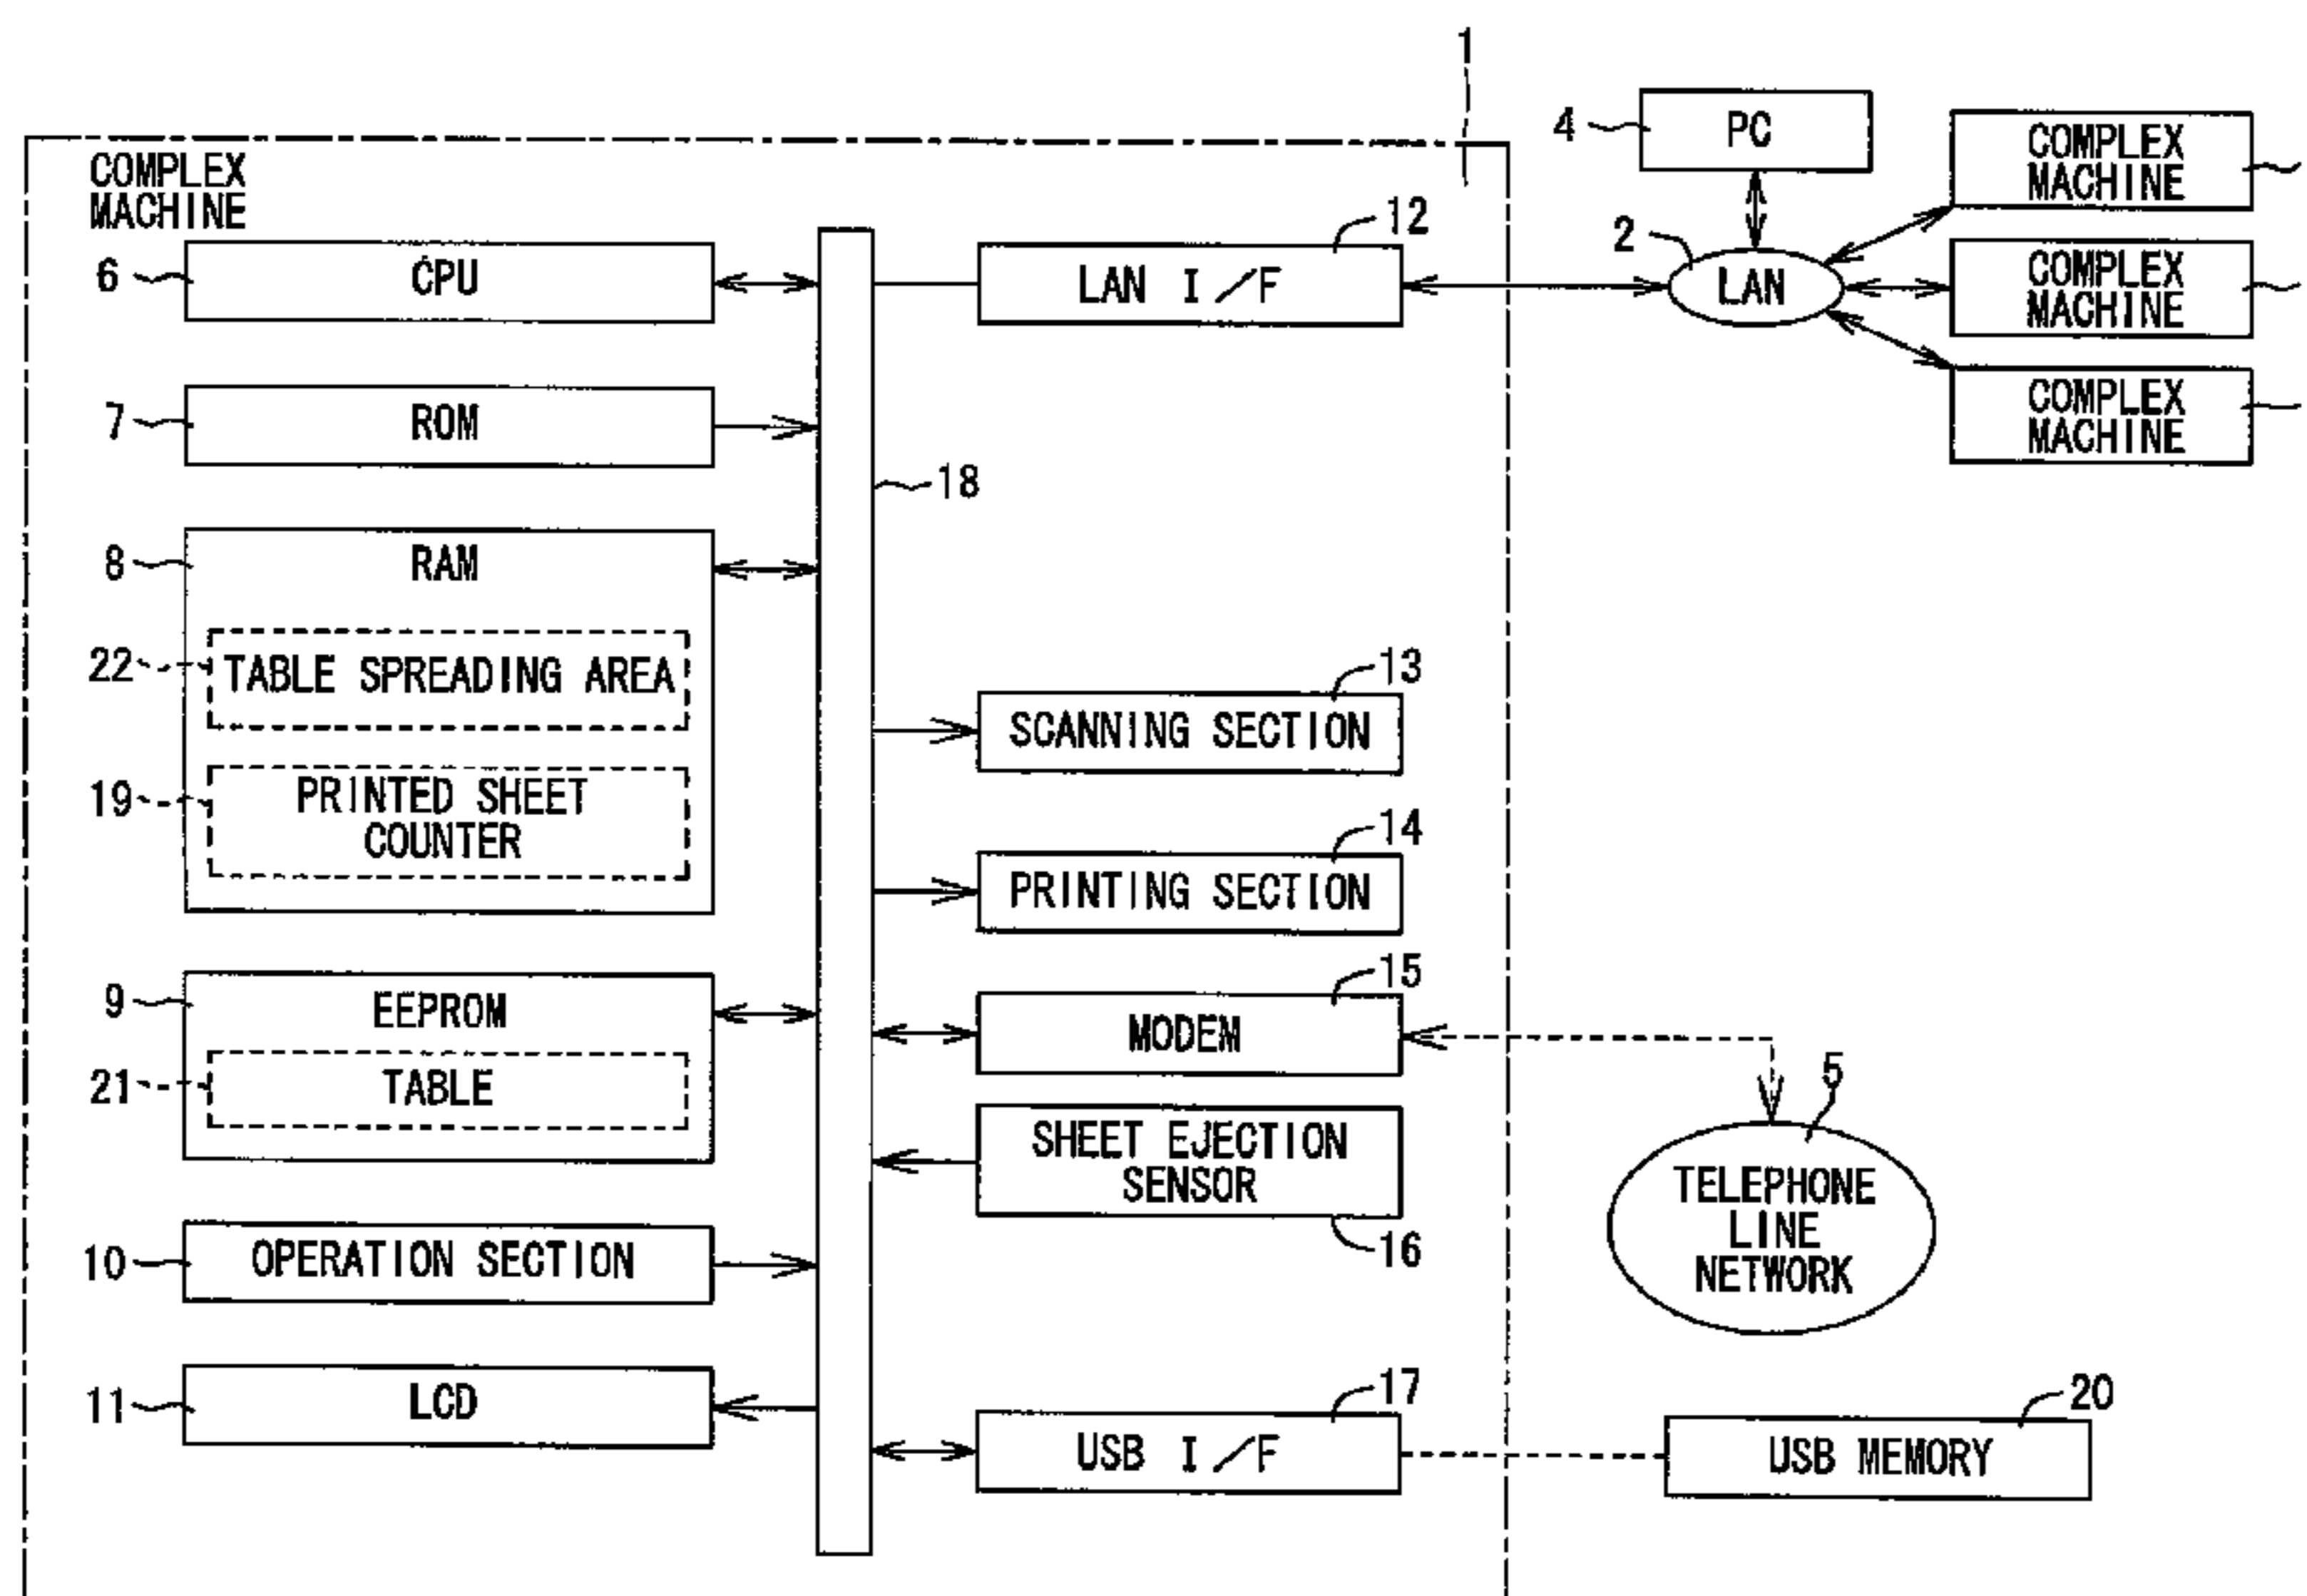 1
COMPLEX
MACHINE
6
CPU
7
ROM
8
RAM
22
TABLE SPREADING AREA
19
PRINTED SHEET
COUNTER
9
EEPROM
21
TABLE
10
OPERATION SECTION
11
LCD
18
12
LAN I/F
13
SCANNING SECTION
14
PRINTING SECTION
15
MODEM
SHEET EJECTION
SENSOR
16
17
USB I/F
4
PC
2
LAN
COMPLEX
MACHINE
COMPLEX
MACHINE
COMPLEX
MACHINE
5
TELEPHONE
LINE
NETWORK
20
USB MEMORY